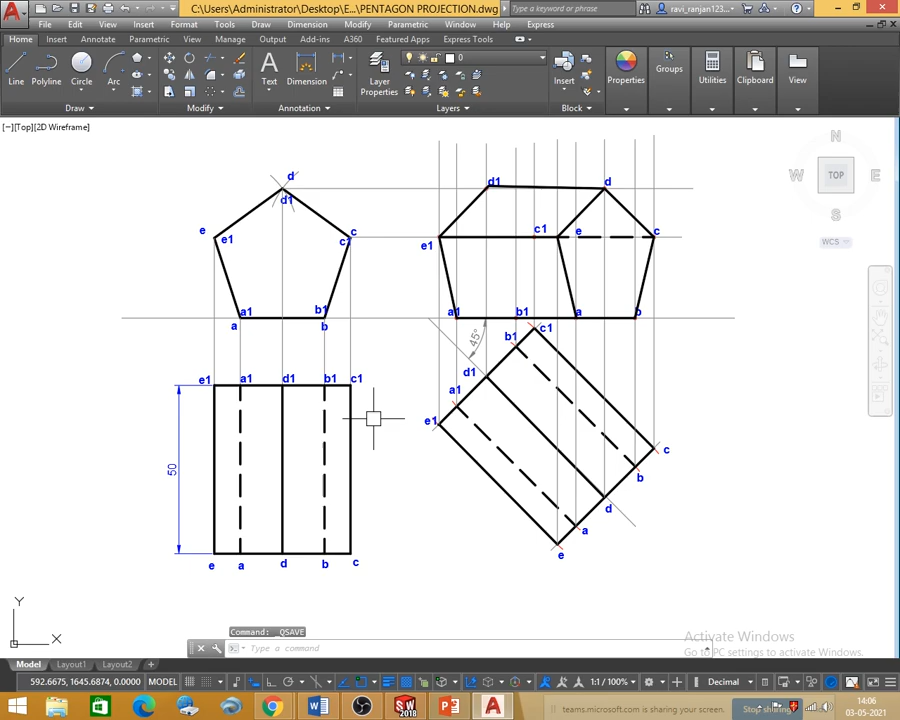 C:\Users\Administrator\Desktop\E...\PENTAGON PROJECTION.dwg
Type a keyword or phrase
ravi_ranjan123...
File Edit View Insert Format Tools Draw Dimension Modify Parametric Window Help Express
Home Insert Annotate Parametric View Manage Output Add-ins A360 Featured Apps Express Tools
0
Line Polyline Circle Arc
Text Dimension
Layer Properties
Insert
Properties Groups Utilities Clipboard View
Draw Modify Annotation Layers Block
[−][Top][2D Wireframe]
N
W TOP E
S
WCS
d
d1
e e1
c
c1
a1 b1
a b
d1 d
e1 c1 e c
a1 b1 a b
45°
b1 c1
d1
a1
e1
c
b
d
a
e
e1 a1 d1 b1 c1
50
e a d b c
Y
X
Command: _QSAVE
Type a command
Activate Windows
Go to PC settings to activate Windows.
Model Layout1 Layout2 +
592.6675, 1645.6874, 0.0000 MODEL 1:1 / 100% Decimal
teams.microsoft.com is sharing your screen. Stop sharing
SW
2018
14:06
03-05-2021